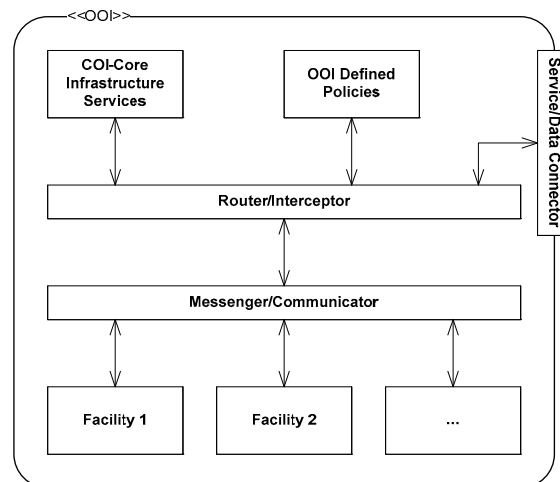 <<OOI>>
COI-Core
Infrastructure
Services
OOI Defined
Policies
Service/Data Connector
Router/Interceptor
Messenger/Communicator
Facility 1
Facility 2
...